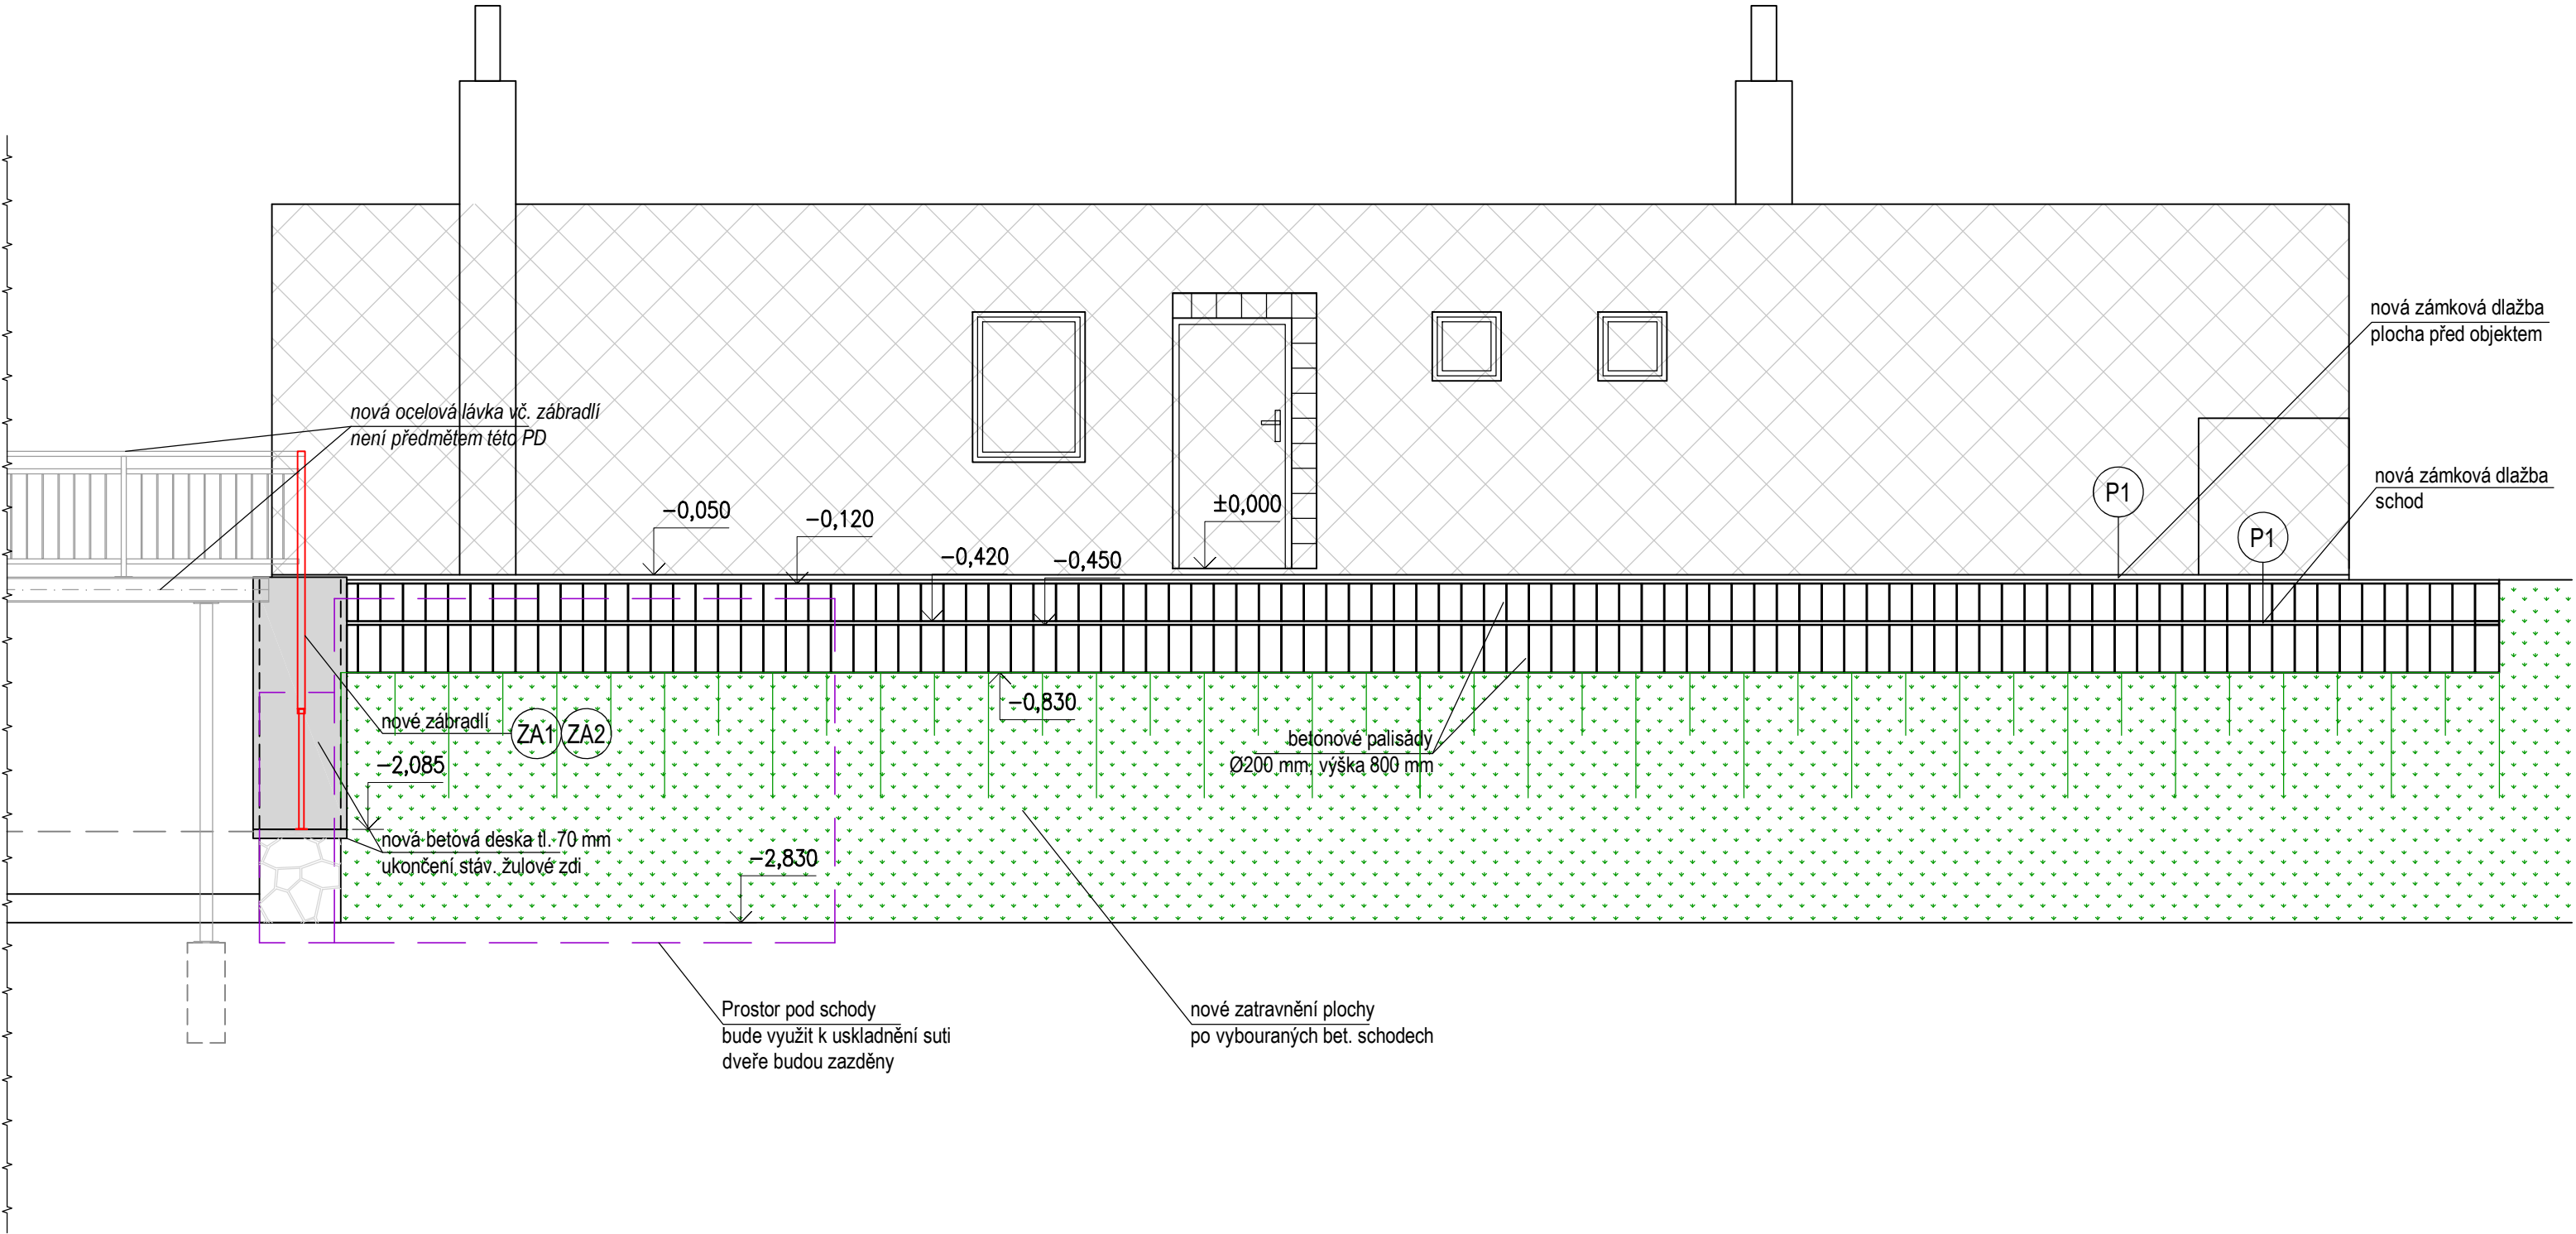 nová zámková dlažba
plocha před objektem
nová ocelová lávka vč. zábradlí
není předmětem této PD
nová zámková dlažba
schod
P1
P1
-0,050
-0,120
±0,000
-0,420
-0,450
-0,830
nové zábradlí
ZA1
ZA2
betonové palisády
Ø200 mm, výška 800 mm
-2,085
nová betová deska tl. 70 mm
ukončení stáv. žulové zdi
-2,830
Prostor pod schody
bude využit k uskladnění suti
dveře budou zazděny
nové zatravnění plochy
po vybouraných bet. schodech